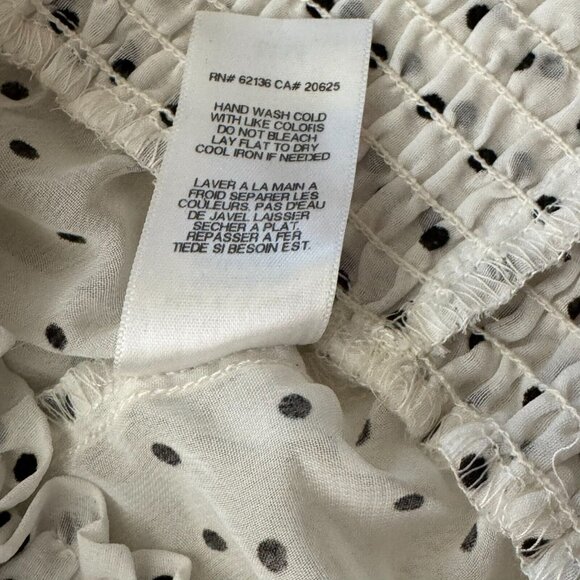 RN# 62136 CA# 20625
HAND WASH COLD
WITH LIKE COLORS
DO NOT BLEACH
LAY FLAT TO DRY
COOL IRON IF NEEDED
LAVER A LA MAIN A
FROID SEPARER LES
COULEURS. PAS D'EAU
DE JAVEL LAISSER
SECHER A PLAT.
REPASSER A FER
TIEDE SI BESOIN EST.